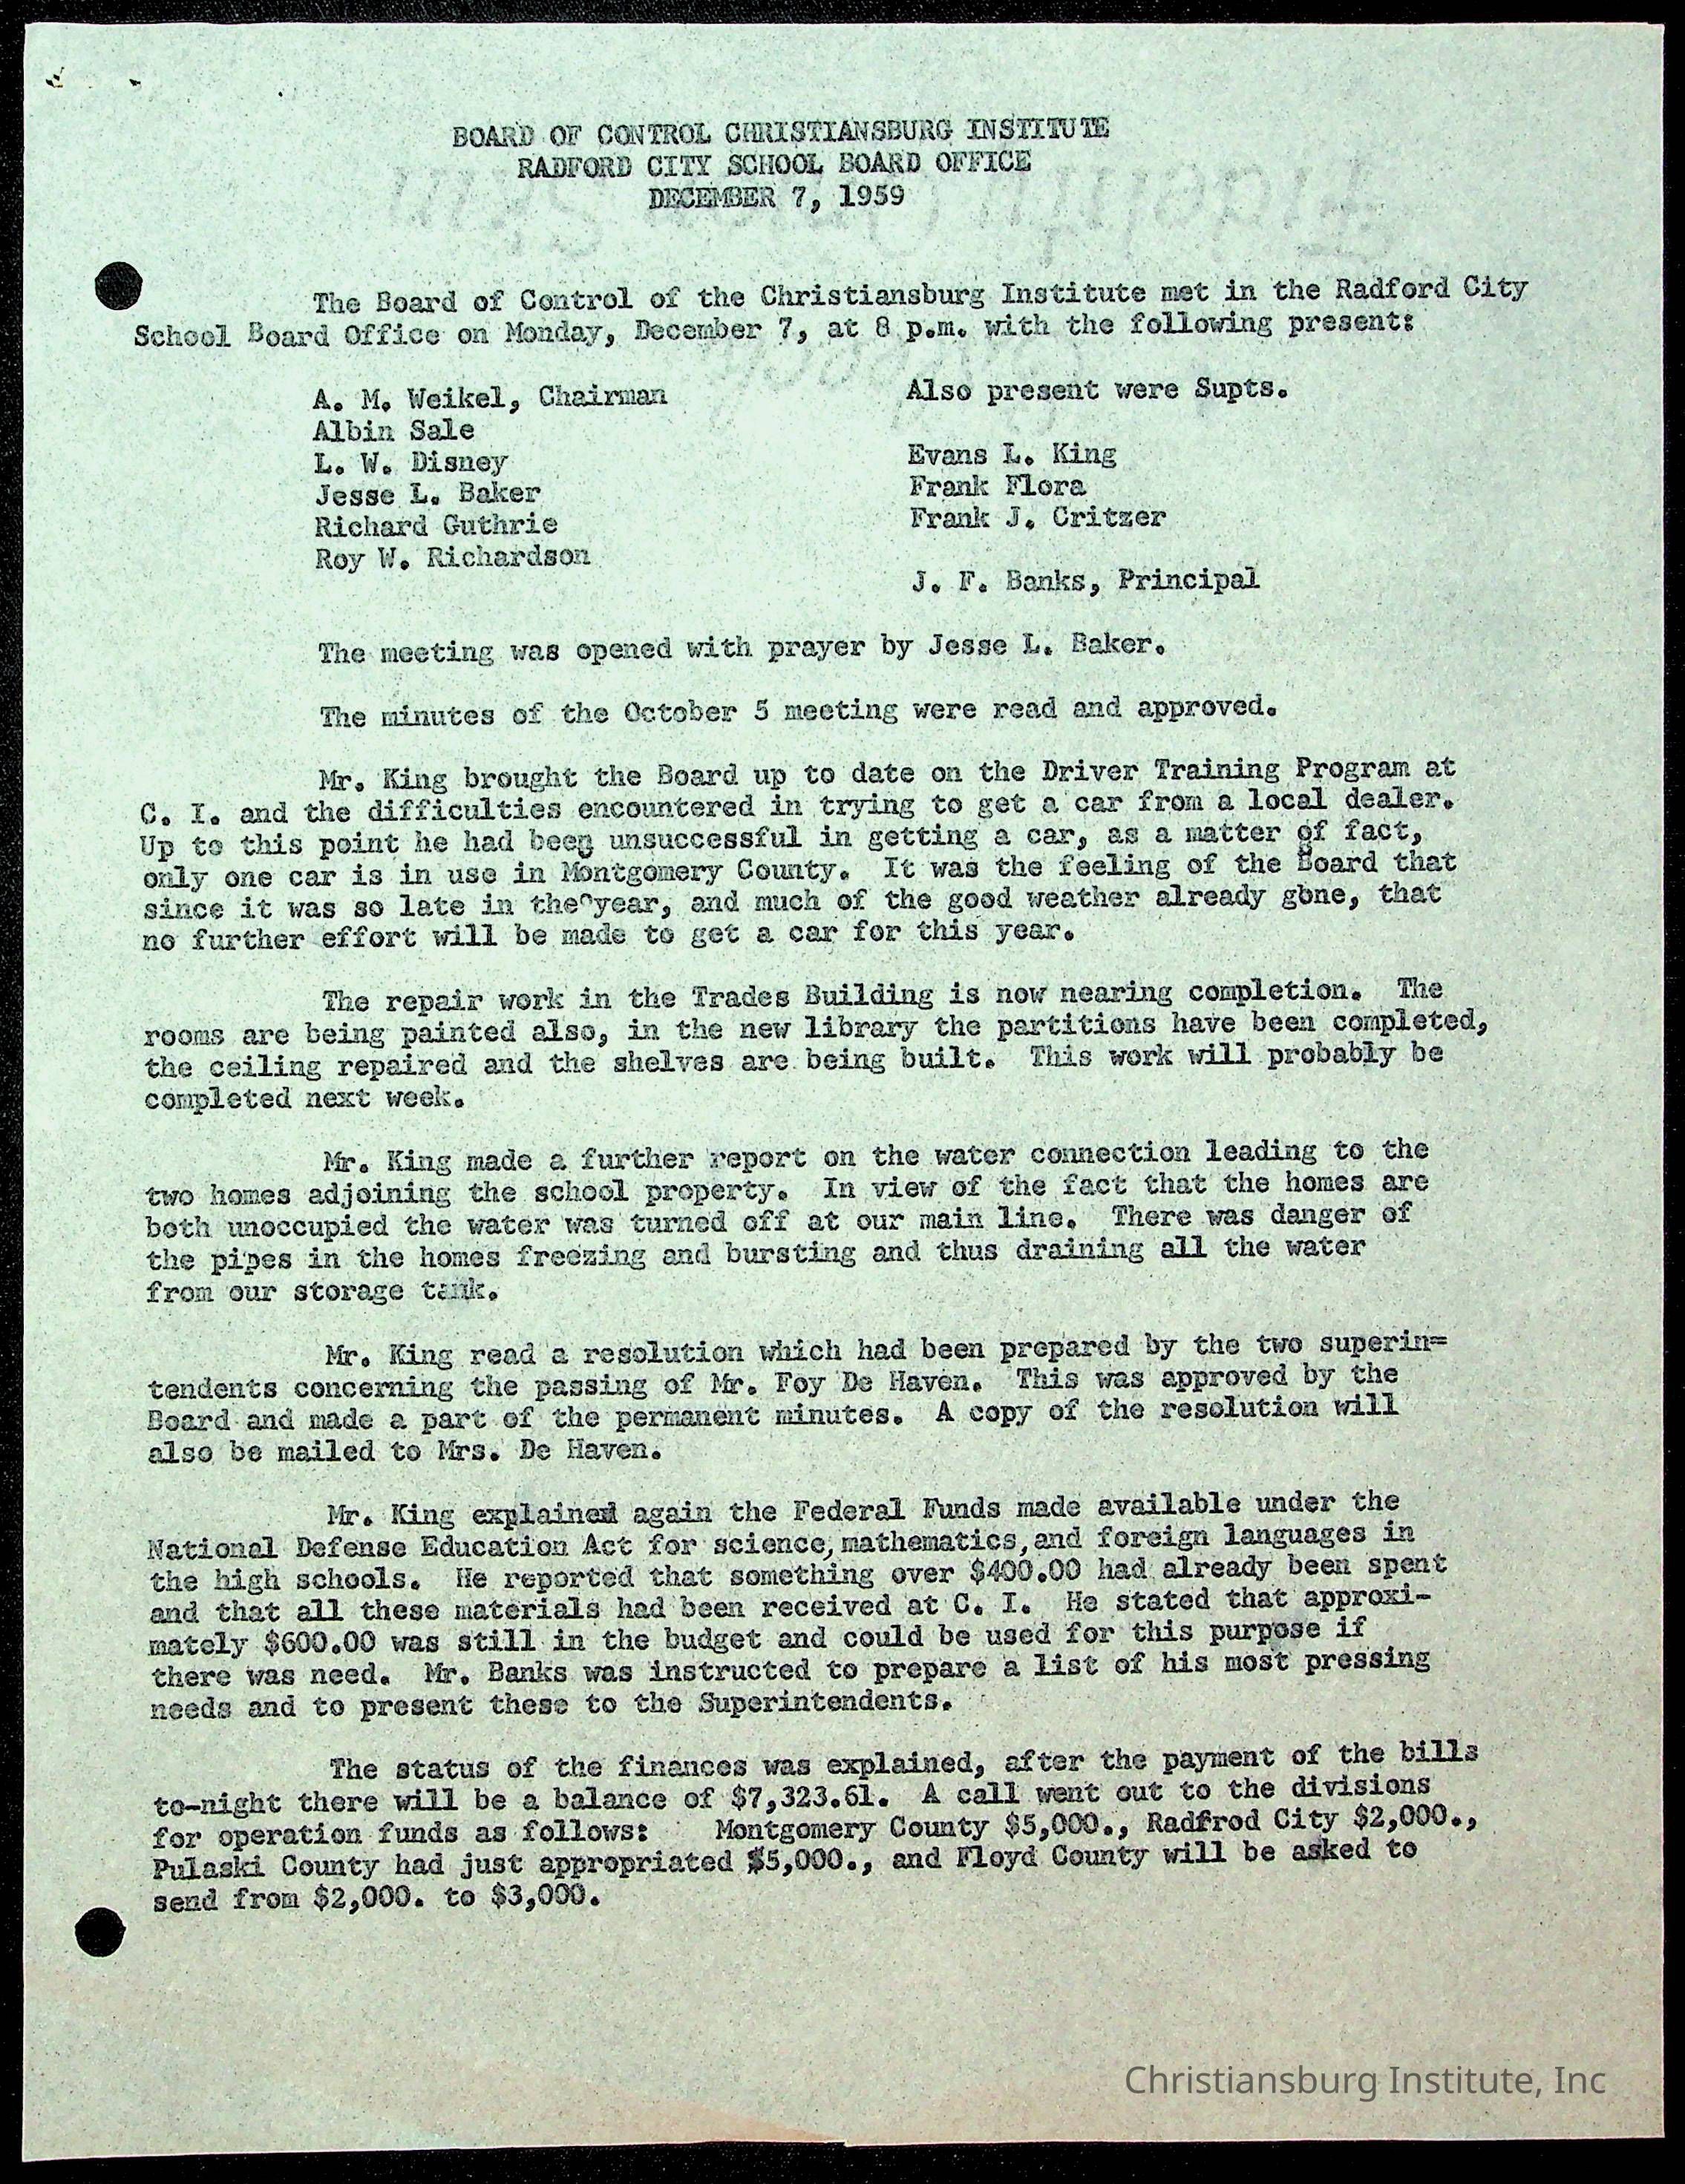 BOARD OF CONTROL CHRISTIANSBURG INSTITUTE
RADFORD CITY SCHOOL BOARD OFFICE
DECEMBER 7, 1959
The Board of Control of the Christiansburg Institute met in the Radford City
School Board Office on Monday, December 7, at 8 p.m. with the following present:
A. M. Weikel, Chairman
Albin Sale
L. W. Disney
Jesse L. Baker
Richard Guthrie
Roy W. Richardson
Also present were Supts.
Evans L. King
Frank Flora
Frank J. Critzer
J. F. Banks, Principal
The meeting was opened with prayer by Jesse L. Baker.
The minutes of the October 5 meeting were read and approved.
Mr. King brought the Board up to date on the Driver Training Program at
C. I. and the difficulties encountered in trying to get a car from a local dealer.
Up to this point he had been unsuccessful in getting a car, as a matter of fact,
only one car is in use in Montgomery County. It was the feeling of the Board that
since it was so late in the year, and much of the good weather already gone, that
no further effort will be made to get a car for this year.
The repair work in the Trades Building is now nearing completion. The
rooms are being painted also, in the new library the partitions have been completed,
the ceiling repaired and the shelves are being built. This work will probably be
completed next week.
Mr. King made a further report on the water connection leading to the
two homes adjoining the school property. In view of the fact that the homes are
both unoccupied the water was turned off at our main line. There was danger of
the pipes in the homes freezing and bursting and thus draining all the water
from our storage tank.
Mr. King read a resolution which had been prepared by the two superin=
tendents concerning the passing of Mr. Foy De Haven. This was approved by the
Board and made a part of the permanent minutes. A copy of the resolution will
also be mailed to Mrs. De Haven.
Mr. King explained again the Federal Funds made available under the
National Defense Education Act for science, mathematics, and foreign languages in
the high schools. He reported that something over $400.00 had already been spent
and that all these materials had been received at C. I. He stated that approxi-
mately $600.00 was still in the budget and could be used for this purpose if
there was need. Mr. Banks was instructed to prepare a list of his most pressing
needs and to present these to the Superintendents.
The status of the finances was explained, after the payment of the bills
to-night there will be a balance of $7,323.61. A call went out to the divisions
for operation funds as follows: Montgomery County $5,000., Radfrod City $2,000.,
Pulaski County had just appropriated $5,000., and Floyd County will be asked to
send from $2,000. to $3,000.
Christiansburg Institute, Inc